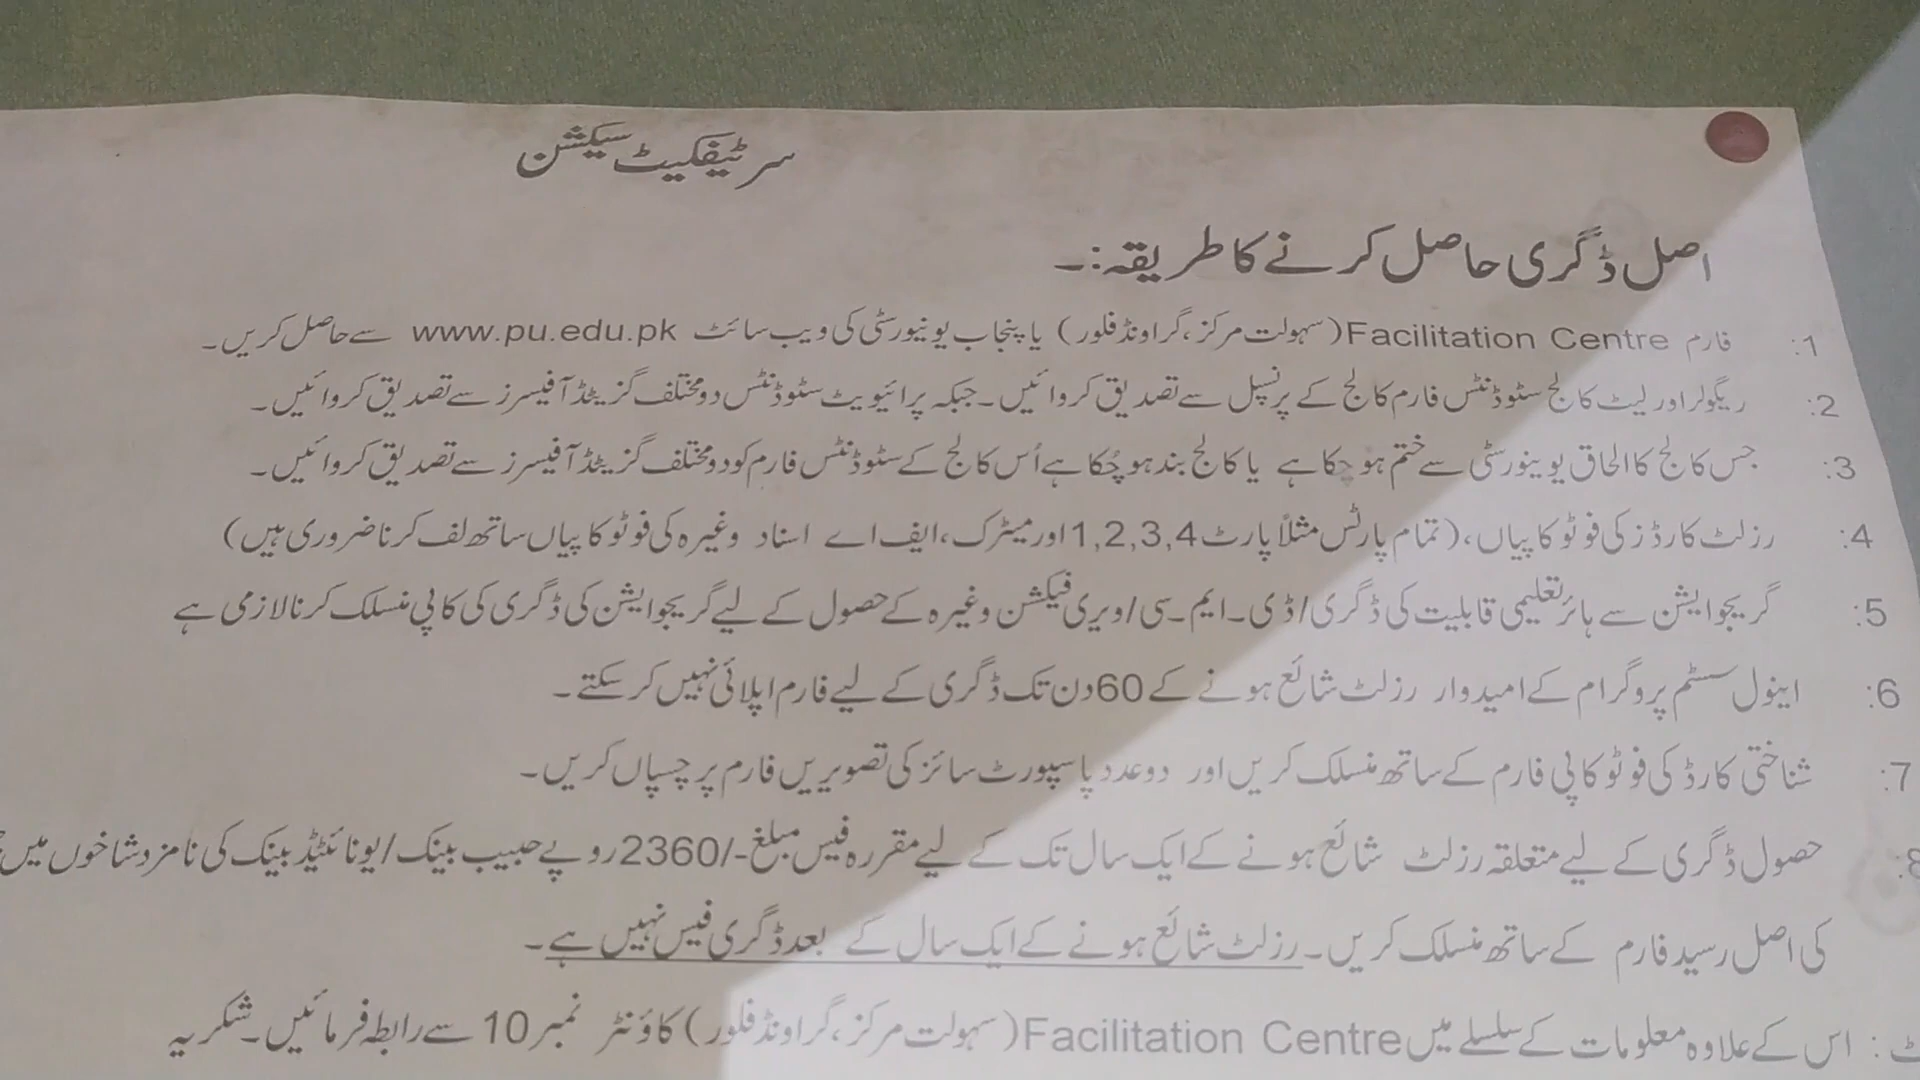 سرٹیفکیٹ سیکشن
اصل ڈگری حاصل کرنے کا طریقہ:۔
1: فارم Facilitation Centre (سہولت مرکز، گراونڈ فلور) یا پنجاب یونیورسٹی کی ویب سائٹ www.pu.edu.pk سے حاصل کریں۔
2: ریگولر اور لیٹ کالج سٹوڈنٹس فارم کالج کے پرنسپل سے تصدیق کروائیں۔ جبکہ پرائیویٹ سٹوڈنٹس دو مختلف گزیٹڈ آفیسرز سے تصدیق کروائیں۔
3: جس کالج کا الحاق یونیورسٹی سے ختم ہو چکا ہے یا کالج بند ہو چُکا ہے اُس کالج کے سٹوڈنٹس فارم کو دو مختلف گزیٹڈ آفیسرز سے تصدیق کروائیں۔
4: رزلٹ کارڈز کی فوٹو کاپیاں، (تمام پارٹس مثلاً پارٹ 1,2,3,4 اور میٹرک، ایف اے اسناد وغیرہ کی فوٹو کاپیاں ساتھ لف کرنا ضروری ہیں)
5: گریجوایشن سے ہائر تعلیمی قابلیت کی ڈگری/ڈی۔ایم۔سی/ویری فیکشن وغیرہ کے حصول کے لیے گریجوایشن کی ڈگری کی کاپی منسلک کرنا لازمی ہے
6: اینول سسٹم پروگرام کے امیدوار رزلٹ شائع ہونے کے 60 دن تک ڈگری کے لیے فارم اپلائی نہیں کر سکتے۔
7: شناختی کارڈ کی فوٹو کاپی فارم کے ساتھ منسلک کریں اور دو عدد پاسپورٹ سائز کی تصویریں فارم پر چسپاں کریں۔
8: حصول ڈگری کے لیے متعلقہ رزلٹ شائع ہونے کے ایک سال تک کے لیے مقررہ فیس مبلغ -/2360 روپے حبیب بینک/یونائیٹڈ بینک کی نامزد شاخوں میں
کی اصل رسید فارم کے ساتھ منسلک کریں۔ رزلٹ شائع ہونے کے ایک سال کے بعد ڈگری فیس نہیں ہے۔
: اس کے علاوہ معلومات کے سلسلے میں Facilitation Centre (سہولت مرکز، گراونڈ فلور) کاؤنٹر نمبر 10 سے رابطہ فرمائیں۔ شکریہ